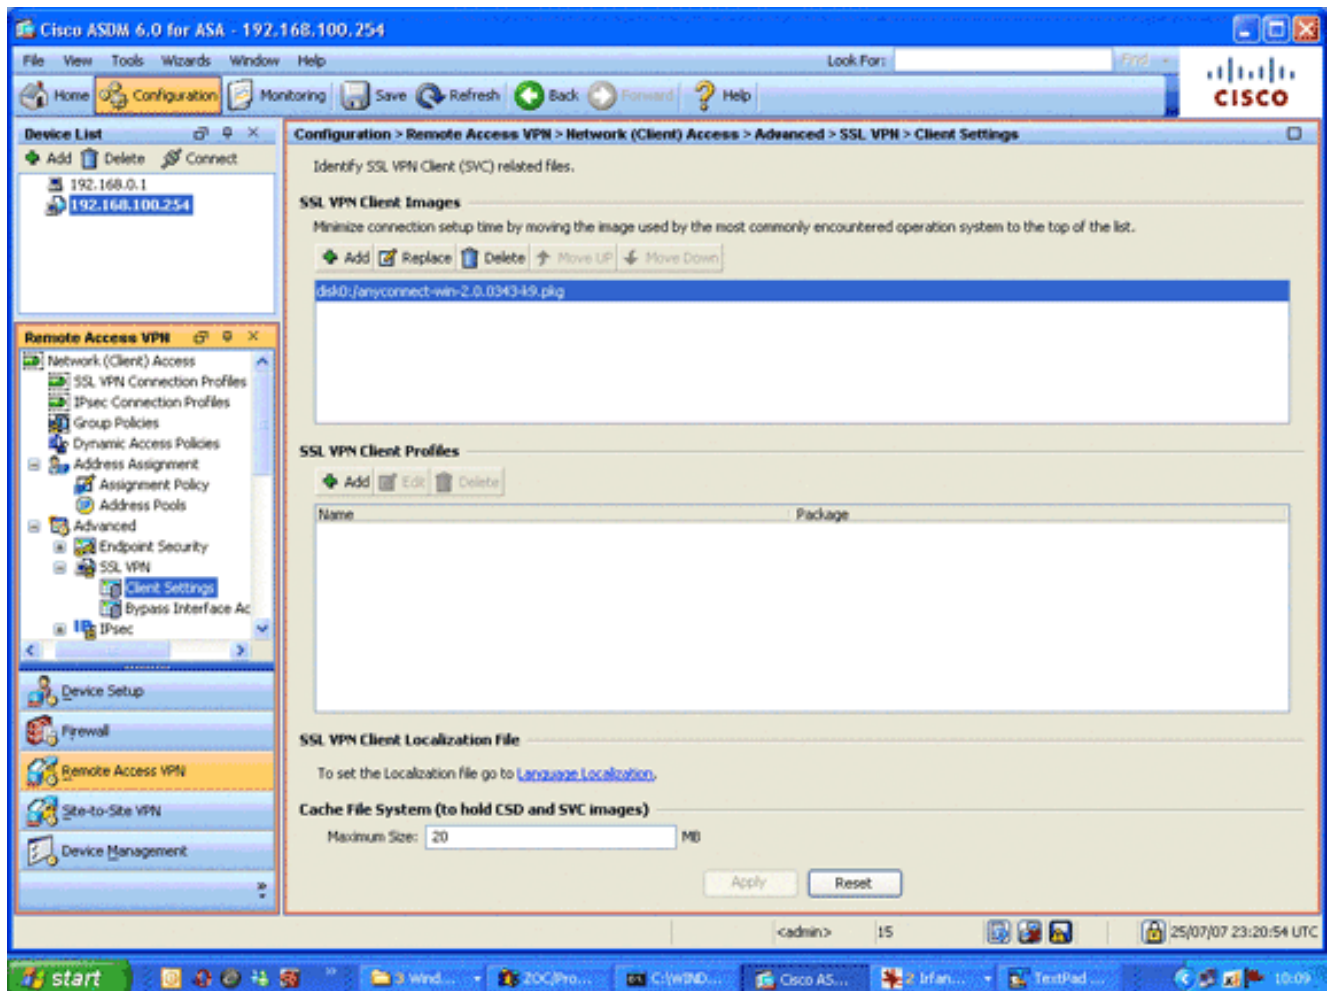 Cisco ASDM 6.0 for ASA - 192.168.100.254
File View Tools Wizards Window Help Look For: Find
Home Configuration Monitoring Save Refresh Back Forward Help
CISCO
Device List
Add Delete Connect
192.168.0.1
192.168.100.254
Remote Access VPN
Network (Client) Access
SSL VPN Connection Profiles
IPsec Connection Profiles
Group Policies
Dynamic Access Policies
Address Assignment
Assignment Policy
Address Pools
Advanced
Endpoint Security
SSL VPN
Client Settings
Bypass Interface Ac
IPsec
Device Setup
Firewall
Remote Access VPN
Site-to-Site VPN
Device Management
Configuration > Remote Access VPN > Network (Client) Access > Advanced > SSL VPN > Client Settings
Identify SSL VPN Client (SVC) related files.
SSL VPN Client Images
Minimize connection setup time by moving the image used by the most commonly encountered operation system to the top of the list.
Add Replace Delete Move UP Move Down
disk0:/anyconnect-win-2.0.0343-k9.pkg
SSL VPN Client Profiles
Add Edit Delete
Name Package
SSL VPN Client Localization File
To set the Localization file go to Language Localization.
Cache File System (to hold CSD and SVC images)
Maximum Size: 20 MB
Apply Reset
<admin> 15 25/07/07 23:20:54 UTC
start 3 Wind... ZOC/Pro... C:\WIND... Cisco AS... 2 Irfan... TextPad ... 10:09